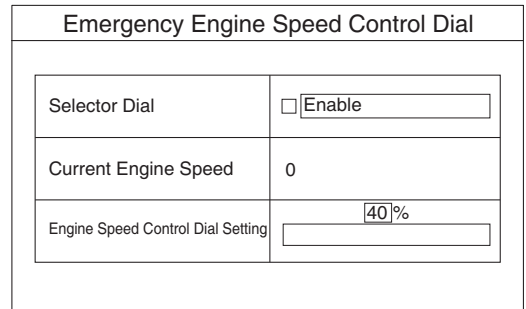 Emergency Engine Speed Control Dial
Selector Dial
Enable
Current Engine Speed
0
Engine Speed Control Dial Setting
40 %